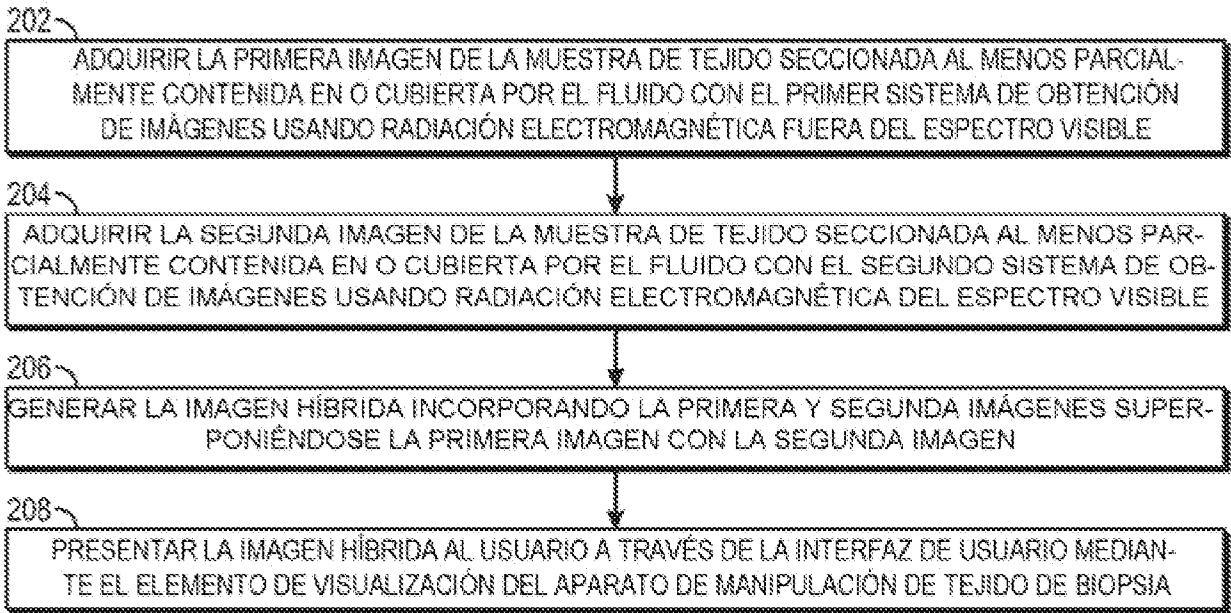 202
ADQUIRIR LA PRIMERA IMAGEN DE LA MUESTRA DE TEJIDO SECCIONADA AL MENOS PARCIAL-
MENTE CONTENIDA EN O CUBIERTA POR EL FLUIDO CON EL PRIMER SISTEMA DE OBTENCIÓN
DE IMÁGENES USANDO RADIACIÓN ELECTROMAGNÉTICA FUERA DEL ESPECTRO VISIBLE
204
ADQUIRIR LA SEGUNDA IMAGEN DE LA MUESTRA DE TEJIDO SECCIONADA AL MENOS PAR-
CIALMENTE CONTENIDA EN O CUBIERTA POR EL FLUIDO CON EL SEGUNDO SISTEMA DE OB-
TENCIÓN DE IMÁGENES USANDO RADIACIÓN ELECTROMAGNÉTICA DEL ESPECTRO VISIBLE
206
GENERAR LA IMAGEN HÍBRIDA INCORPORANDO LA PRIMERA Y SEGUNDA IMÁGENES SUPER-
PONIÉNDOSE LA PRIMERA IMAGEN CON LA SEGUNDA IMAGEN
208
PRESENTAR LA IMAGEN HÍBRIDA AL USUARIO A TRAVÉS DE LA INTERFAZ DE USUARIO MEDIAN-
TE EL ELEMENTO DE VISUALIZACIÓN DEL APARATO DE MANIPULACIÓN DE TEJIDO DE BIOPSIA